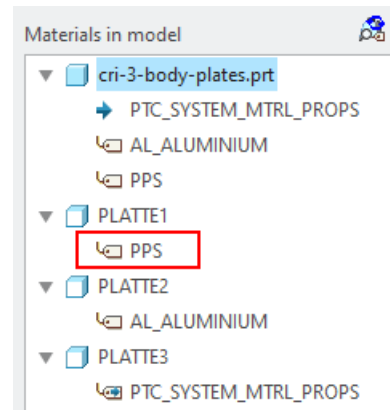 Materials in model
cri-3-body-plates.prt
PTC_SYSTEM_MTRL_PROPS
AL_ALUMINIUM
PPS
PLATTE1
PPS
PLATTE2
AL_ALUMINIUM
PLATTE3
PTC_SYSTEM_MTRL_PROPS